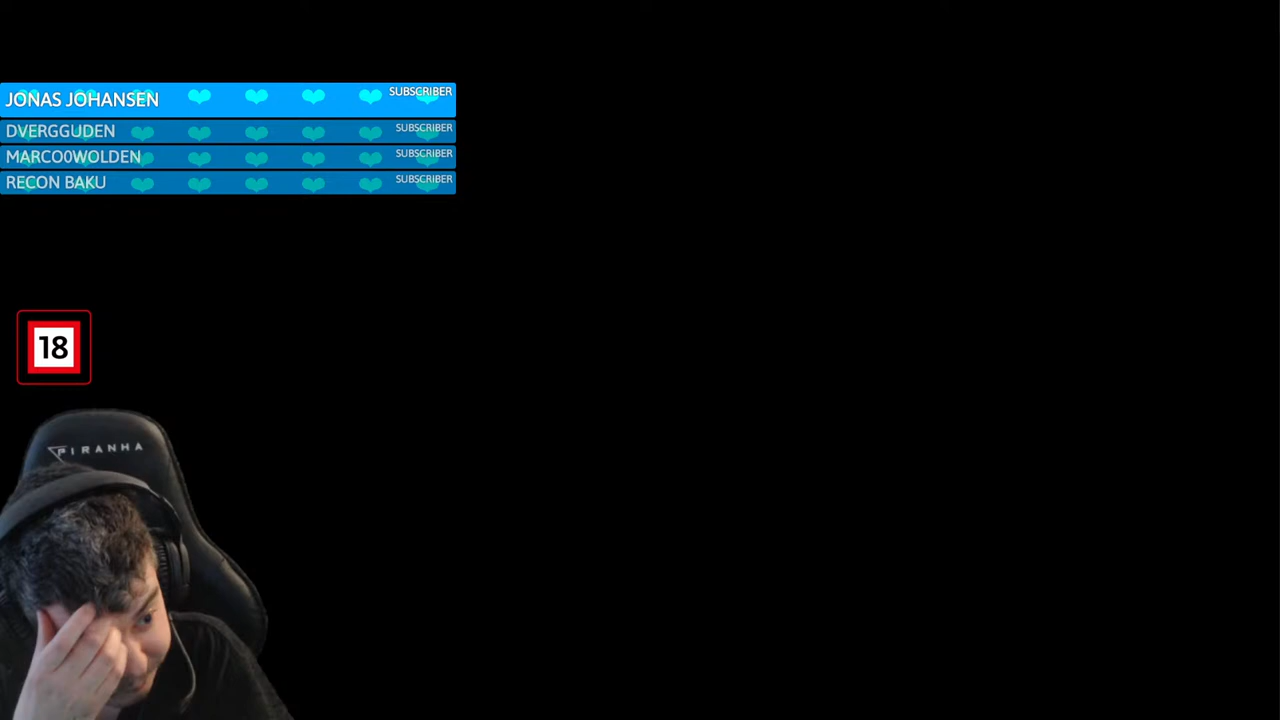 JONAS JOHANSEN SUBSCRIBER
DVERGGUDEN SUBSCRIBER
MARCO0WOLDEN SUBSCRIBER
RECON BAKU SUBSCRIBER
18
PIRANHA